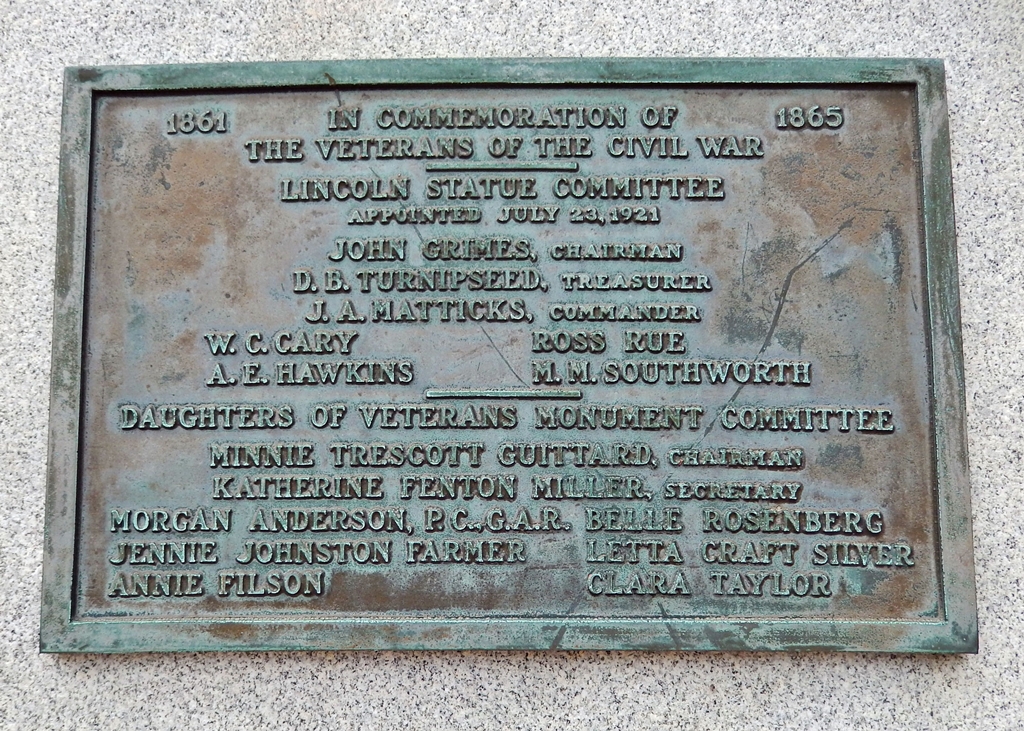 1861 IN COMMEMORATION OF 1865
THE VETERANS OF THE CIVIL WAR
LINCOLN STATUE COMMITTEE
APPOINTED JULY 23, 1921
JOHN GRIMES, CHAIRMAN
D. B. TURNIPSEED, TREASURER
J. A. MATTICKS, COMMANDER
W. C. CARY ROSS RUE
A. E. HAWKINS M. M. SOUTHWORTH
DAUGHTERS OF VETERANS MONUMENT COMMITTEE
MINNIE TRESCOTT GUITTARD, CHAIRMAN
KATHERINE FENTON MILLER, SECRETARY
MORGAN ANDERSON, P.C., G.A.R. BELLE ROSENBERG
JENNIE JOHNSTON FARMER LETTA CRAFT SILVER
ANNIE FILSON CLARA TAYLOR